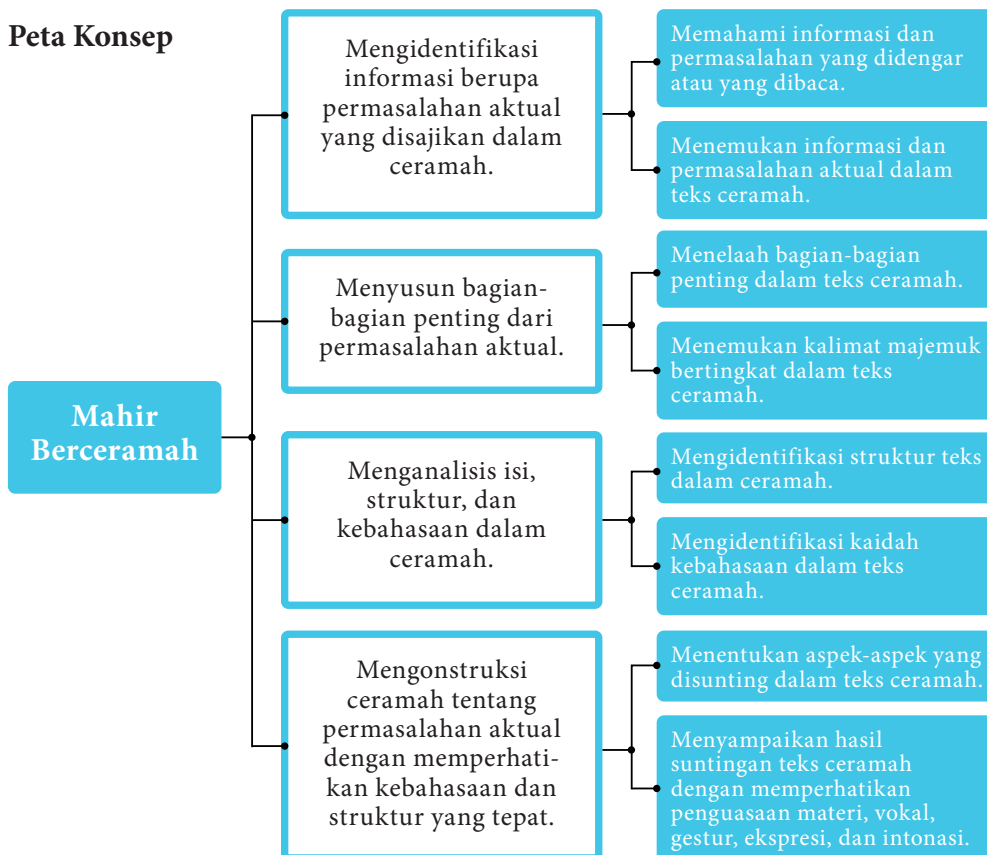 Peta Konsep
Mahir
Berceramah
Mengidentifikasi
informasi berupa
permasalahan aktual
yang disajikan dalam
ceramah.
Memahami informasi dan
permasalahan yang didengar
atau yang dibaca.
Menemukan informasi dan
permasalahan aktual dalam
teks ceramah.
Menyusun bagian-
bagian penting dari
permasalahan aktual.
Menelaah bagian-bagian
penting dalam teks ceramah.
Menemukan kalimat majemuk
bertingkat dalam teks
ceramah.
Menganalisis isi,
struktur, dan
kebahasaan dalam
ceramah.
Mengidentifikasi struktur teks
dalam ceramah.
Mengidentifikasi kaidah
kebahasaan dalam teks
ceramah.
Mengonstruksi
ceramah tentang
permasalahan aktual
dengan memperhati-
kan kebahasaan dan
struktur yang tepat.
Menentukan aspek-aspek yang
disunting dalam teks ceramah.
Menyampaikan hasil
suntingan teks ceramah
dengan memperhatikan
penguasaan materi, vokal,
gestur, ekspresi, dan intonasi.